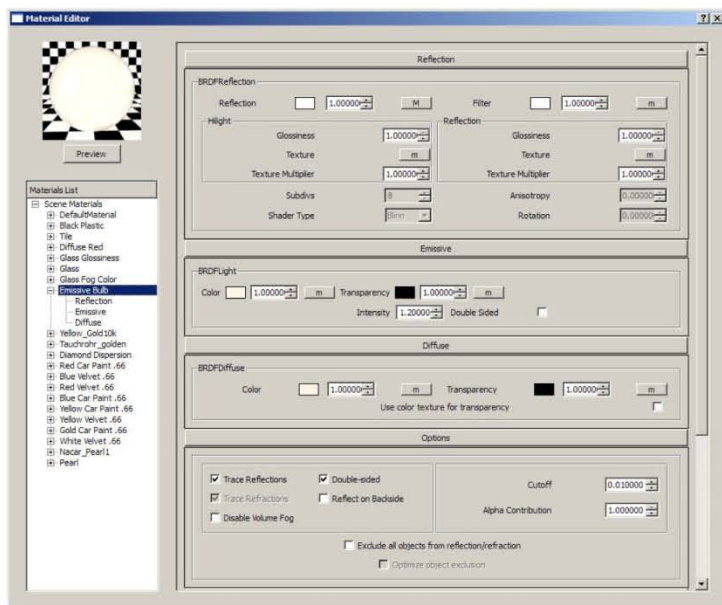 Material Editor
Preview
Materials List
Scene Materials
DefaultMaterial
Black Plastic
Tile
Diffuse Red
Glass Glossiness
Glass
Glass Fog Color
Emissive Bulb
Reflection
Emissive
Diffuse
Yellow_Gold10k
Tauchrohr_golden
Diamond Dispersion
Red Car Paint .66
Blue Velvet .66
Red Velvet .66
Blue Car Paint .66
Yellow Car Paint .66
Yellow Velvet .66
Gold Car Paint .66
White Velvet .66
Nacar_Pearl1
Pearl
Reflection
BRDFReflection
Reflection 1.00000 M Filter 1.00000 m
Hilight Reflection
Glossiness 1.00000 Glossiness 1.00000
Texture m Texture m
Texture Multiplier 1.00000 Texture Multiplier 1.00000
Subdivs 8 Anisotropy 0.00000
Shader Type Blinn Rotation 0.00000
Emissive
BRDFLight
Color 1.00000 m Transparency 1.00000 m
Intensity 1.20000 Double Sided
Diffuse
BRDFDiffuse
Color 1.00000 m Transparency 1.00000 m
Use color texture for transparency
Options
Trace Reflections Double-sided Cutoff 0.010000
Trace Refractions Reflect on Backside
Disable Volume Fog Alpha Contribution 1.000000
Exclude all objects from reflection/refraction
Optimize object exclusion